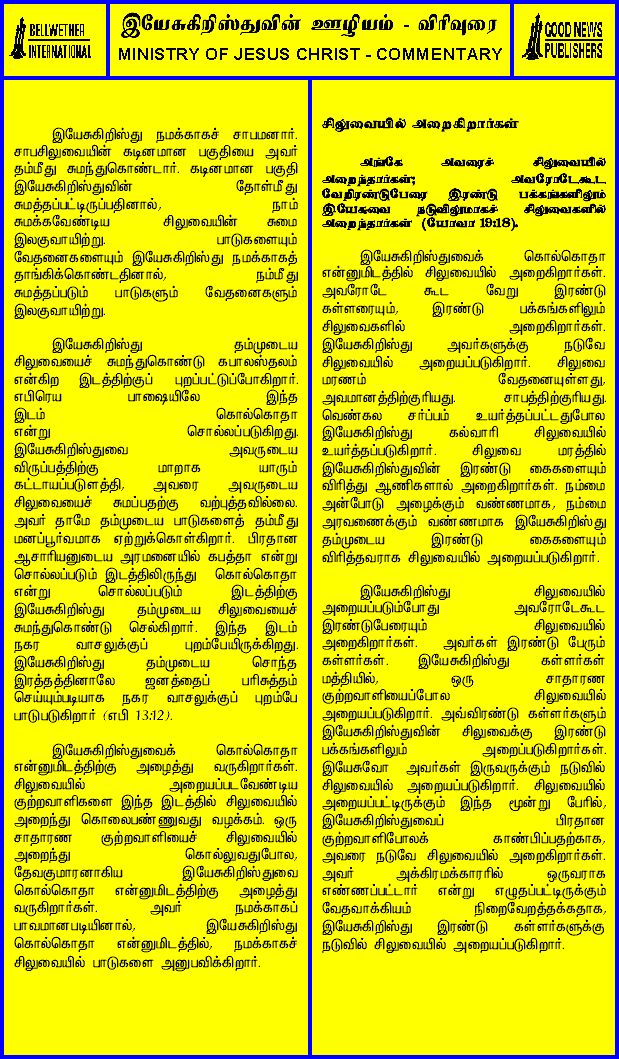 BELLWETHER
INTERNATIONAL
இயேசுகிறிஸ்துவின் ஊழியம் - விரிவுரை
MINISTRY OF JESUS CHRIST - COMMENTARY
GOOD NEWS
PUBLISHERS
இயேசுகிறிஸ்து நமக்காகச் சாபமனார்.
சாபசிலுவையின் கடினமான பகுதியை அவர்
தம்மீது சுமந்துகொண்டார். கடினமான பகுதி
இயேசுகிறிஸ்துவின் தோள்மீது
சுமத்தப்பட்டிருப்பதினால், நாம்
சுமக்கவேண்டிய சிலுவையின் சுமை
இலகுவாயிற்று. பாடுகளையும்
வேதனைகளையும் இயேசுகிறிஸ்து நமக்காகத்
தாங்கிக்கொண்டதினால், நம்மீது
சுமத்தப்படும் பாடுகளும் வேதனைகளும்
இலகுவாயிற்று.
இயேசுகிறிஸ்து தம்முடைய
சிலுவையைச் சுமந்துகொண்டு கபாலஸ்தலம்
என்கிற இடத்திற்குப் புறப்பட்டுப்போகிறார்.
எபிரெய பாஷையிலே இந்த
இடம் கொல்கொதா
என்று சொல்லப்படுகிறது.
இயேசுகிறிஸ்துவை அவருடைய
விருப்பத்திற்கு மாறாக யாரும்
கட்டாயப்படுளத்தி, அவரை அவருடைய
சிலுவையைச் சுமப்பதற்கு வற்புத்தவில்லை.
அவர் தாமே தம்முடைய பாடுகளைத் தம்மீது
மனப்பூர்வமாக ஏற்றுக்கொள்கிறார். பிரதான
ஆசாரியனுடைய அரமனையில் கபத்தா என்று
சொல்லப்படும் இடத்திலிருந்து கொல்கொதா
என்று சொல்லப்படும் இடத்திற்கு
இயேசுகிறிஸ்து தம்முடைய சிலுவையைச்
சுமந்துகொண்டு செல்கிறார். இந்த இடம்
நகர வாசலுக்குப் புறம்பேயிருக்கிறது.
இயேசுகிறிஸ்து தம்முடைய சொந்த
இரத்தத்தினாலே ஜனத்தைப் பரிசுத்தம்
செய்யும்படியாக நகர வாசலுக்குப் புறம்பே
பாடுபடுகிறார் (எபி 13:12).
இயேசுகிறிஸ்துவைக் கொல்கொதா
என்னுமிடத்திற்கு அழைத்து வருகிறார்கள்.
சிலுவையில் அறையப்படவேண்டிய
குற்றவாளிகளை இந்த இடத்தில் சிலுவையில்
அறைந்து கொலைபண்ணுவது வழக்கம். ஒரு
சாதாரண குற்றவாளியைச் சிலுவையில்
அறைந்து கொல்லுவதுபோல,
தேவகுமாரனாகிய இயேசுகிறிஸ்துவை
கொல்கொதா என்னுமிடத்திற்கு அழைத்து
வருகிறார்கள். அவர் நமக்காகப்
பாவமானபடியினால், இயேசுகிறிஸ்து
கொல்கொதா என்னுமிடத்தில், நமக்காகச்
சிலுவையில் பாடுகளை அனுபவிக்கிறார்.
சிலுவையில் அறைகிறார்கள்
அங்கே அவரைச் சிலுவையில்
அறைந்தார்கள்; அவரோடேகூட
வேறிரண்டுபேரை இரண்டு பக்கங்களிலும்
இயேசுவை நடுவிலுமாகச் சிலுவைகளில்
அறைந்தார்கள் (யோவா 19:18).
இயேசுகிறிஸ்துவைக் கொல்கொதா
என்னுமிடத்தில் சிலுவையில் அறைகிறார்கள்.
அவரோடே கூட வேறு இரண்டு
கள்ளரையும், இரண்டு பக்கங்களிலும்
சிலுவைகளில் அறைகிறார்கள்.
இயேசுகிறிஸ்து அவர்களுக்கு நடுவே
சிலுவையில் அறையப்படுகிறார். சிலுவை
மரணம் வேதனையுள்ளது,
அவமானத்திற்குரியது. சாபத்திற்குரியது.
வெண்கல சர்ப்பம் உயர்த்தப்பட்டதுபோல
இயேசுகிறிஸ்து கல்வாரி சிலுவையில்
உயர்த்தப்படுகிறார். சிலுவை மரத்தில்
இயேசுகிறிஸ்துவின் இரண்டு கைகளையும்
விரித்து ஆணிகளால் அறைகிறார்கள். நம்மை
அன்போடு அழைக்கும் வண்ணமாக, நம்மை
அரவணைக்கும் வண்ணமாக இயேசுகிறிஸ்து
தம்முடைய இரண்டு கைகளையும்
விரித்தவராக சிலுவையில் அறையப்படுகிறார்.
இயேசுகிறிஸ்து சிலுவையில்
அறையப்படும்போது அவரோடேகூட
இரண்டுபேரையும் சிலுவையில்
அறைகிறார்கள். அவர்கள் இரண்டு பேரும்
கள்ளர்கள். இயேசுகிறிஸ்து கள்ளர்கள்
மத்தியில், ஒரு சாதாரண
குற்றவாளியைப்போல சிலுவையில்
அறையப்படுகிறார். அவ்விரண்டு கள்ளர்களும்
இயேசுகிறிஸ்துவின் சிலுவைக்கு இரண்டு
பக்கங்களிலும் அறைப்படுகிறார்கள்.
இயேசுவோ அவர்கள் இருவருக்கும் நடுவில்
சிலுவையில் அறையப்படுகிறார். சிலுவையில்
அறையப்பட்டிருக்கும் இந்த மூன்று பேரில்,
இயேசுகிறிஸ்துவைப் பிரதான
குற்றவாளிபோலக் காண்பிப்பதற்காக,
அவரை நடுவே சிலுவையில் அறைகிறார்கள்.
அவர் அக்கிரமக்காரரில் ஒருவராக
எண்ணப்பட்டார் என்று எழுதப்பட்டிருக்கும்
வேதவாக்கியம் நிறைவேறத்தக்கதாக,
இயேசுகிறிஸ்து இரண்டு கள்ளர்களுக்கு
நடுவில் சிலுவையில் அறையப்படுகிறார்.